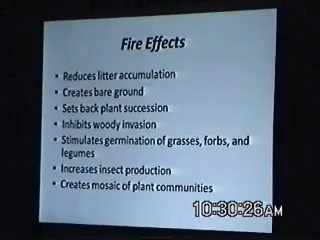 Fire Effects
• Reduces litter accumulation
• Creates bare ground
• Sets back plant succession
• Inhibits woody invasion
• Stimulates germination of grasses, forbs, and
legumes
• Increases insect production
• Creates mosaic of plant communities
10:30:26AM